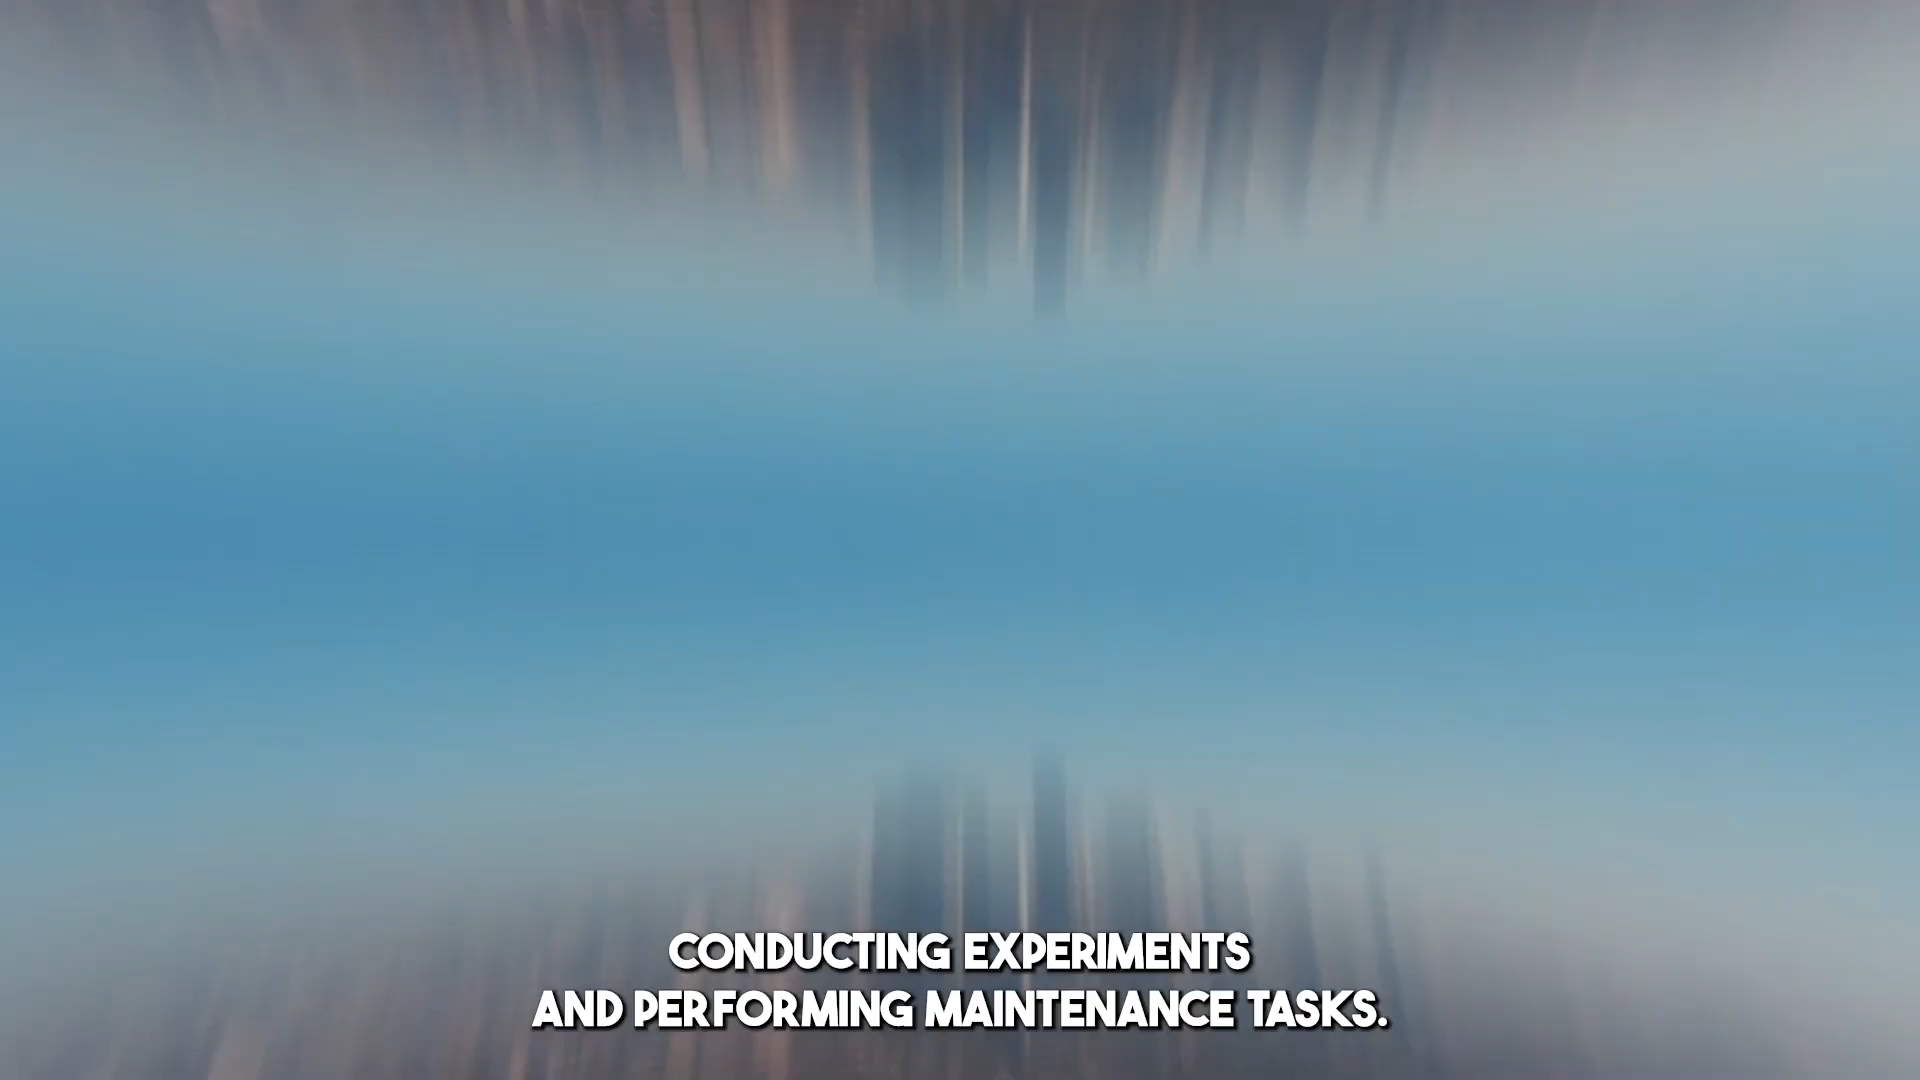 CONDUCTING EXPERIMENTS
AND PERFORMING MAINTENANCE TASKS.